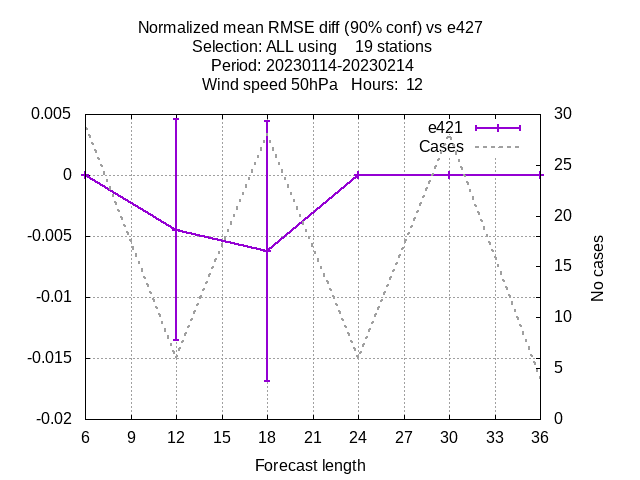 Normalized mean RMSE diff (90% conf) vs e427
Selection: ALL using    19 stations
Period: 20230114-20230214
Wind speed 50hPa   Hours:  12
0.005
0
-0.005
-0.01
-0.015
-0.02
e421
Cases
30
25
20
15
10
5
0
No cases
6 9 12 15 18 21 24 27 30 33 36
Forecast length